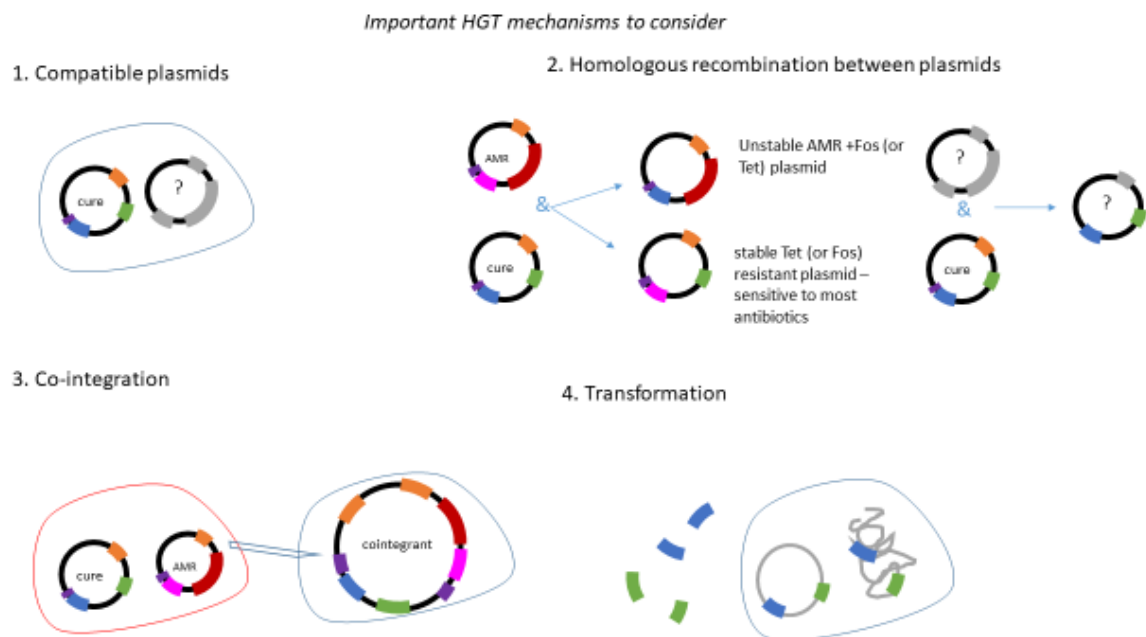 Important HGT mechanisms to consider
1. Compatible plasmids
cure
?
2. Homologous recombination between plasmids
AMR
&
cure
Unstable AMR +Fos (or
Tet) plasmid
stable Tet (or Fos)
resistant plasmid –
sensitive to most
antibiotics
?
&
cure
?
3. Co-integration
cure
AMR
cointegrant
4. Transformation